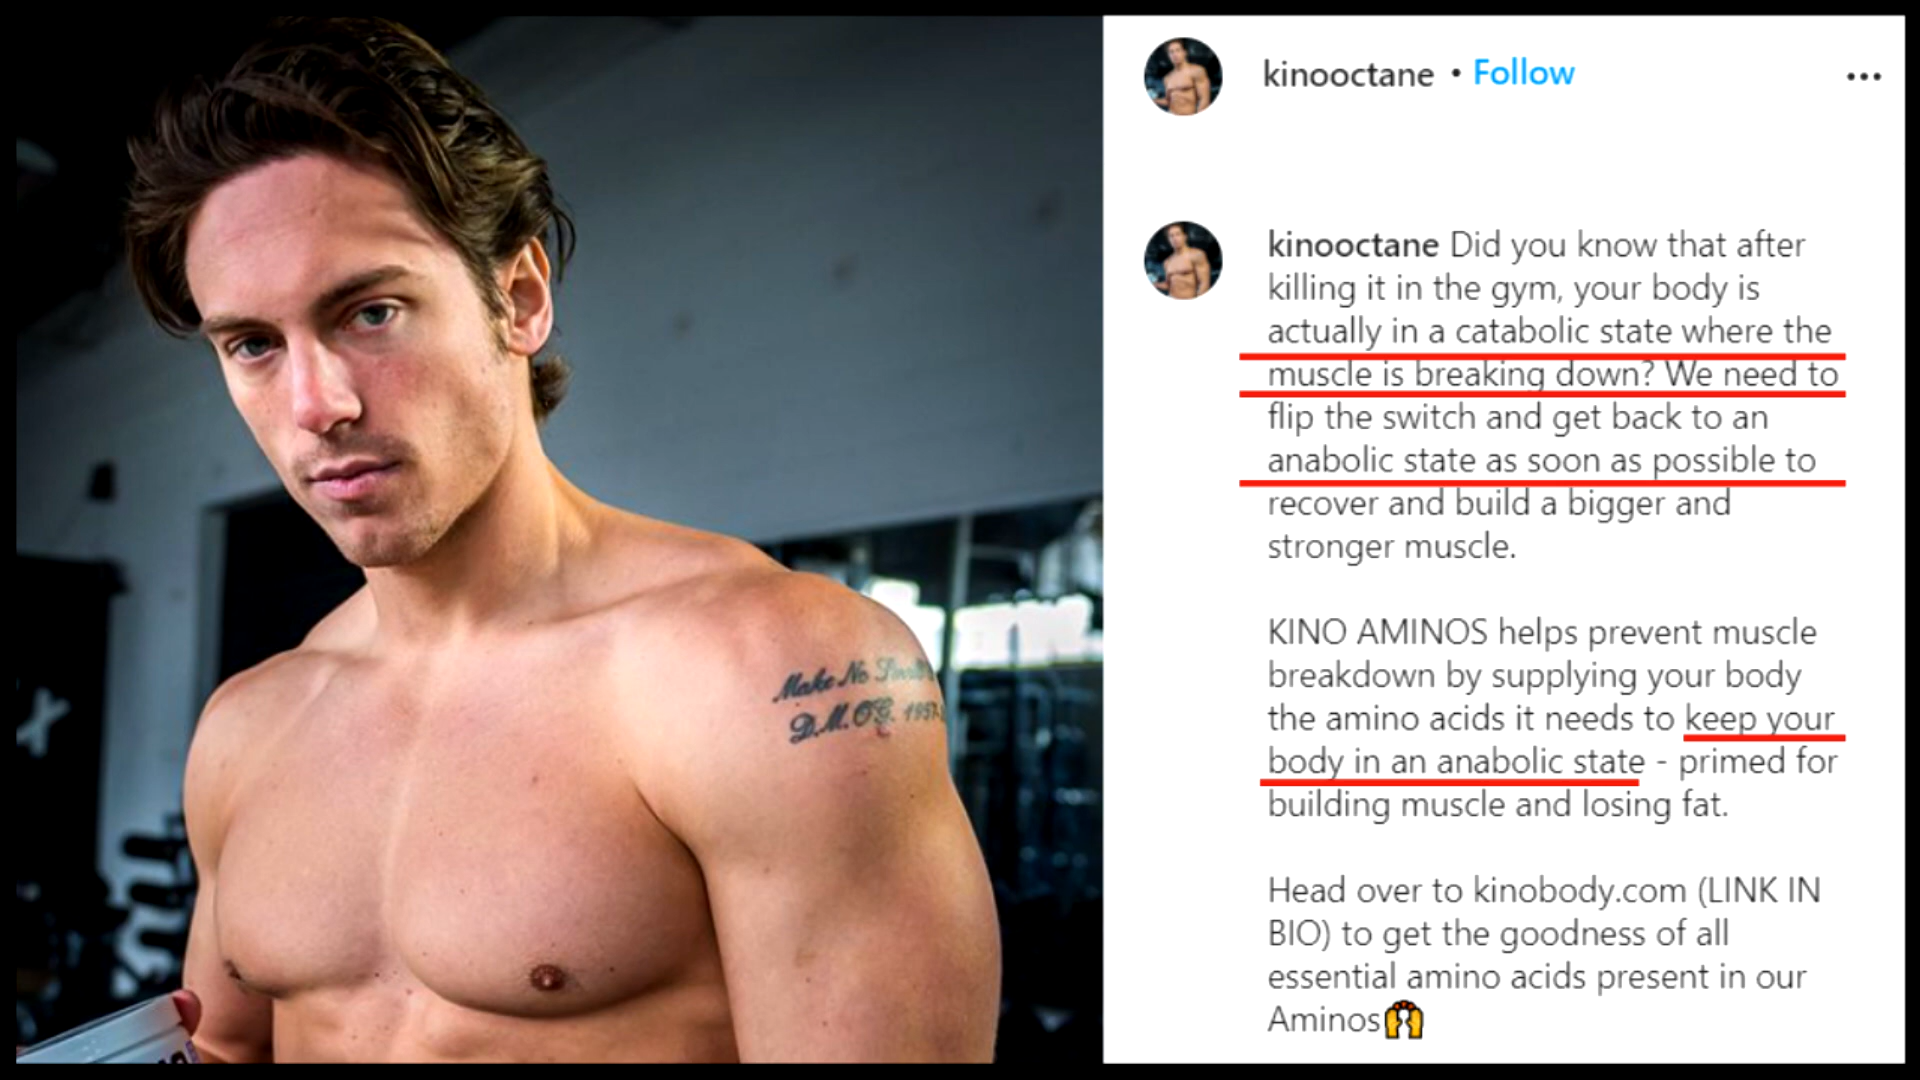 kinooctane • Follow
kinooctane Did you know that after
killing it in the gym, your body is
actually in a catabolic state where the
muscle is breaking down? We need to
flip the switch and get back to an
anabolic state as soon as possible to
recover and build a bigger and
stronger muscle.
KINO AMINOS helps prevent muscle
breakdown by supplying your body
the amino acids it needs to keep your
body in an anabolic state - primed for
building muscle and losing fat.
Head over to kinobody.com (LINK IN
BIO) to get the goodness of all
essential amino acids present in our
Aminos🙌
Make No
D.M.O.G. 1957